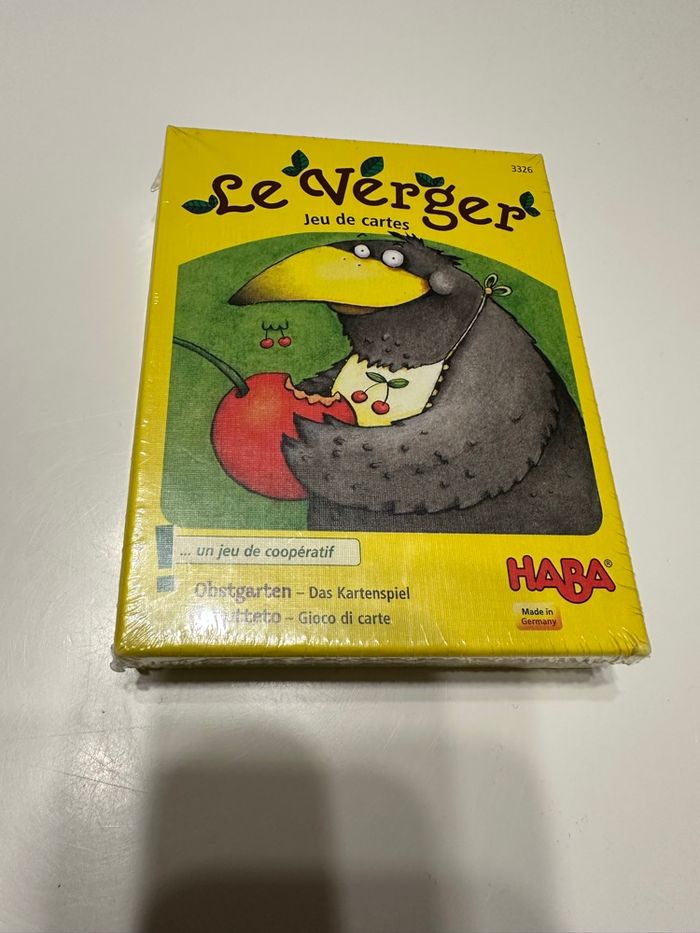 3326
Le Verger
Jeu de cartes
... un jeu de coopératif
Obstgarten – Das Kartenspiel
– Gioco di carte
HABA®
Made in
Germany